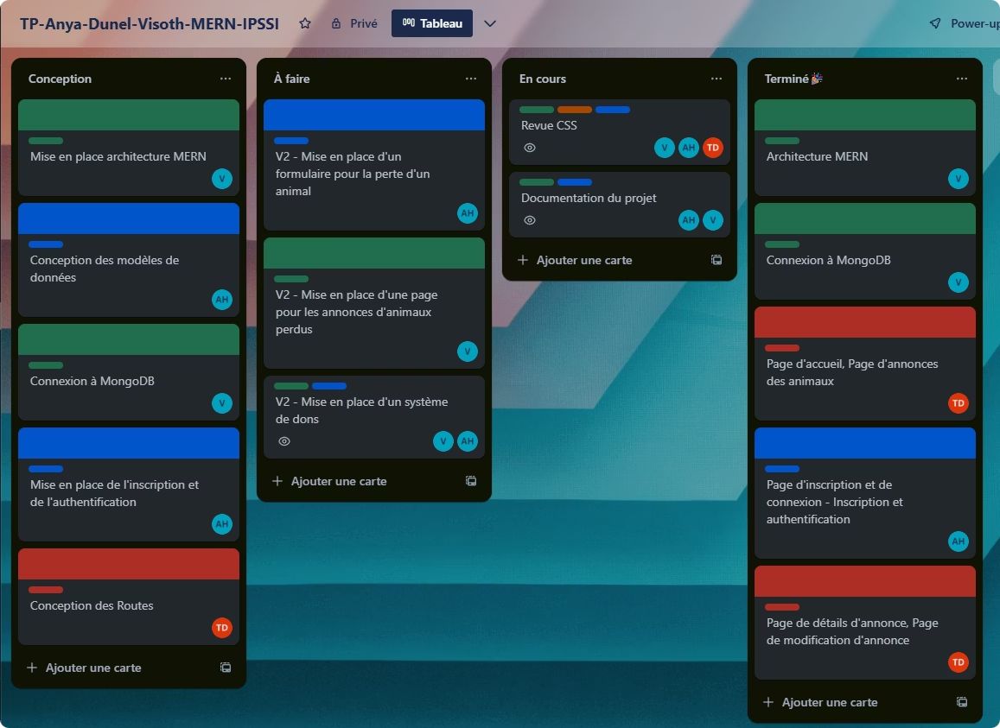 TP-Anya-Dunel-Visoth-MERN-IPSSI
Privé
Tableau
Power-up
Conception
Mise en place architecture MERN
V
Conception des modèles de
données
AH
Connexion à MongoDB
V
Mise en place de l'inscription et
de l'authentification
AH
Conception des Routes
TD
Ajouter une carte
À faire
V2 - Mise en place d'un
formulaire pour la perte d'un
animal
AH
V2 - Mise en place d'une page
pour les annonces d'animaux
perdus
V
V2 - Mise en place d'un système
de dons
V AH
Ajouter une carte
En cours
Revue CSS
V AH TD
Documentation du projet
AH V
Ajouter une carte
Terminé🎉
Architecture MERN
V
Connexion à MongoDB
V
Page d'accueil, Page d'annonces
des animaux
TD
Page d'inscription et de
connexion - Inscription et
authentification
AH
Page de détails d'annonce, Page
de modification d'annonce
TD
Ajouter une carte